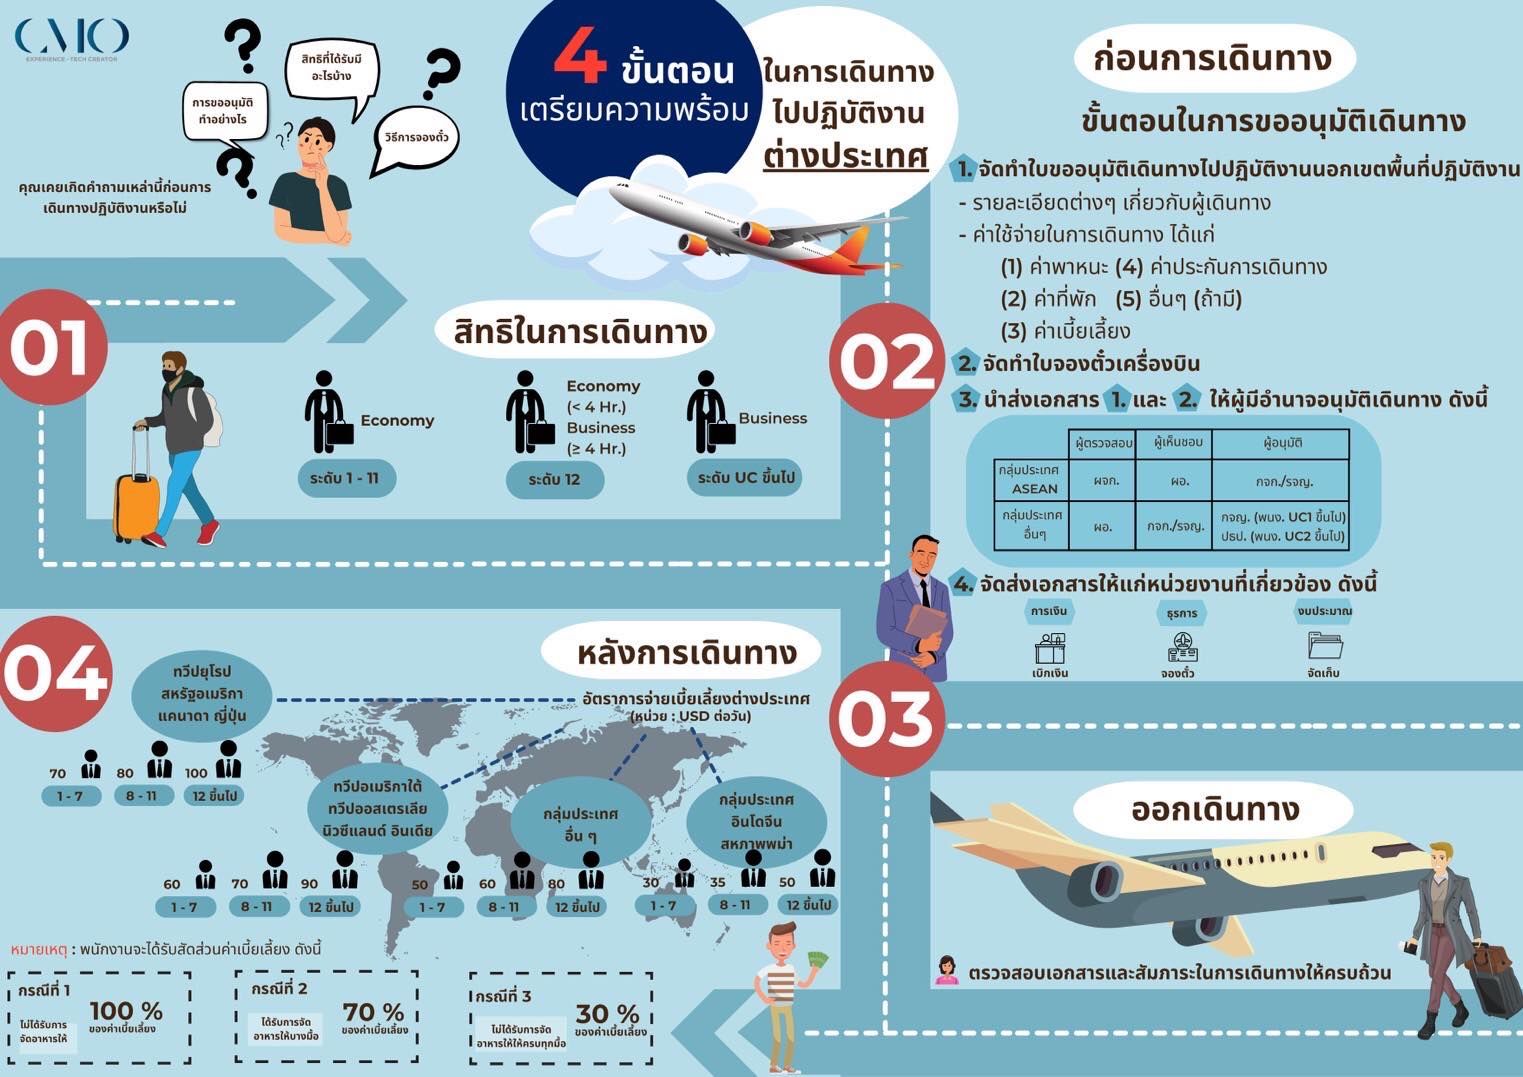 CMO
EXPERIENCE - TECH CREATOR
สิทธิที่ได้รับมี
อะไรบ้าง
การขออนุมัติ
ทำอย่างไร
วิธีการจองตั๋ว
คุณเคยเกิดคำถามเหล่านี้ก่อนการ
เดินทางปฏิบัติงานหรือไม่
4 ขั้นตอน
เตรียมความพร้อม
ในการเดินทาง
ไปปฏิบัติงาน
ต่างประเทศ
01
สิทธิในการเดินทาง
Economy
ระดับ 1 - 11
Economy
(< 4 Hr.)
Business
(≥ 4 Hr.)
ระดับ 12
Business
ระดับ UC ขึ้นไป
02
ก่อนการเดินทาง
ขั้นตอนในการขออนุมัติเดินทาง
1. จัดทำใบขออนุมัติเดินทางไปปฏิบัติงานนอกเขตพื้นที่ปฏิบัติงาน
- รายละเอียดต่างๆ เกี่ยวกับผู้เดินทาง
- ค่าใช้จ่ายในการเดินทาง ได้แก่
(1) ค่าพาหนะ (4) ค่าประกันการเดินทาง
(2) ค่าที่พัก (5) อื่นๆ (ถ้ามี)
(3) ค่าเบี้ยเลี้ยง
2. จัดทำใบจองตั๋วเครื่องบิน
3. นำส่งเอกสาร 1. และ 2. ให้ผู้มีอำนาจอนุมัติเดินทาง ดังนี้
ผู้ตรวจสอบ ผู้เห็นชอบ ผู้อนุมัติ
กลุ่มประเทศ
ASEAN
ผจก. ผอ. กจก./รจญ.
กลุ่มประเทศ
อื่นๆ
ผอ. กจก./รจญ.
กจญ. (พนง. UC1 ขึ้นไป)
ปธบ. (พนง. UC2 ขึ้นไป)
4. จัดส่งเอกสารให้แก่หน่วยงานที่เกี่ยวข้อง ดังนี้
การเงิน ธุรการ งบประมาณ
เบิกเงิน จองตั๋ว จัดเก็บ
03
ออกเดินทาง
ตรวจสอบเอกสารและสัมภาระในการเดินทางให้ครบถ้วน
04
หลังการเดินทาง
อัตราการจ่ายเบี้ยเลี้ยงต่างประเทศ
(หน่วย : USD ต่อวัน)
ทวีปยุโรป
สหรัฐอเมริกา
แคนาดา ญี่ปุ่น
70 80 100
1 - 7 8 - 11 12 ขึ้นไป
ทวีปอเมริกาใต้
ทวีปออสเตรเลีย
นิวซีแลนด์ อินเดีย
60 70 90
1 - 7 8 - 11 12 ขึ้นไป
กลุ่มประเทศ
อื่น ๆ
50 60 80
1 - 7 8 - 11 12 ขึ้นไป
กลุ่มประเทศ
อินโดจีน
สหภาพพม่า
30 35 50
1 - 7 8 - 11 12 ขึ้นไป
หมายเหตุ : พนักงานจะได้รับสัดส่วนค่าเบี้ยเลี้ยง ดังนี้
กรณีที่ 1
100 %
ของค่าเบี้ยเลี้ยง
ไม่ได้รับการ
จัดอาหารให้
กรณีที่ 2
70 %
ของค่าเบี้ยเลี้ยง
ได้รับการจัด
อาหารให้บางมื้อ
กรณีที่ 3
30 %
ของค่าเบี้ยเลี้ยง
ไม่ได้รับการจัด
อาหารให้ให้ครบทุกมื้อ